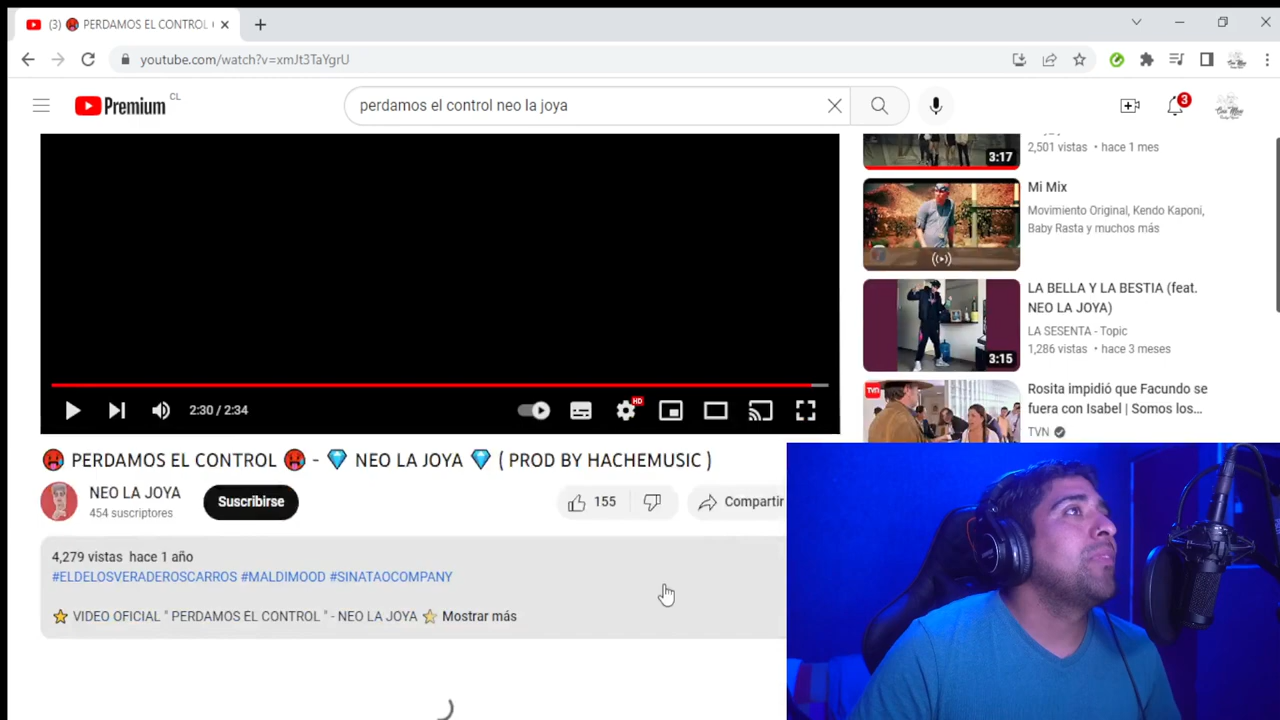 (3) 🥵 PERDAMOS EL CONTROL
youtube.com/watch?v=xmJt3TaYgrU
Premium CL
perdamos el control neo la joya
3
3:17
2,501 vistas • hace 1 mes
Mi Mix
Movimiento Original, Kendo Kaponi,
Baby Rasta y muchos más
LA BELLA Y LA BESTIA (feat.
NEO LA JOYA)
LA SESENTA - Topic
1,286 vistas • hace 3 meses
3:15
tvn
Rosita impidió que Facundo se
fuera con Isabel | Somos los...
TVN
2:30 / 2:34
HD
🥵 PERDAMOS EL CONTROL 🥵 - 💎 NEO LA JOYA 💎 ( PROD BY HACHEMUSIC )
NEO LA JOYA
454 suscriptores
Suscribirse
155
Compartir
4,279 vistas hace 1 año
#ELDELOSVERADEROSCARROS #MALDIMOOD #SINATAOCOMPANY
⭐ VIDEO OFICIAL " PERDAMOS EL CONTROL " - NEO LA JOYA ⭐ Mostrar más